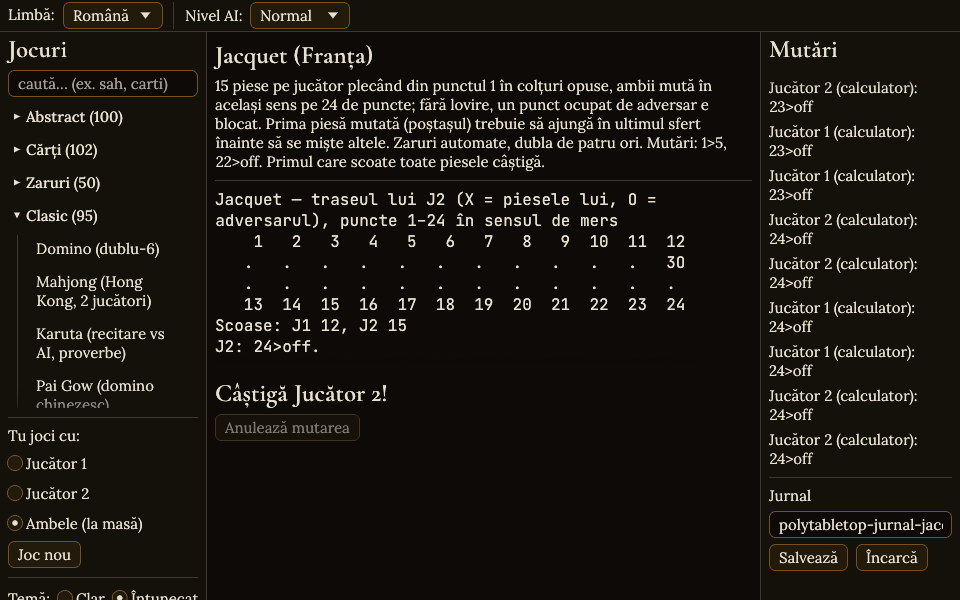 Limbă: Română ▼ Nivel AI: Normal ▼
Jocuri
caută... (ex. sah, carti)
▸ Abstract (100)
▸ Cărți (102)
▸ Zaruri (50)
▾ Clasic (95)
Domino (dublu-6)
Mahjong (Hong
Kong, 2 jucători)
Karuta (recitare vs
AI, proverbe)
Pai Gow (domino
chinezesc)
Tu joci cu:
Jucător 1
Jucător 2
Ambele (la masă)
Joc nou
Temă: Clar Întunecat
Jacquet (Franța)
15 piese pe jucător plecând din punctul 1 în colțuri opuse, ambii mută în
același sens pe 24 de puncte; fără lovire, un punct ocupat de adversar e
blocat. Prima piesă mutată (poștașul) trebuie să ajungă în ultimul sfert
înainte să se miște altele. Zaruri automate, dubla de patru ori. Mutări: 1>5,
22>off. Primul care scoate toate piesele câștigă.
Jacquet — traseul lui J2 (X = piesele lui, O =
adversarul), puncte 1–24 în sensul de mers
1 2 3 4 5 6 7 8 9 10 11 12
. . . . . . . . . . . 3O
. . . . . . . . . . . .
13 14 15 16 17 18 19 20 21 22 23 24
Scoase: J1 12, J2 15
J2: 24>off.
Câștigă Jucător 2!
Anulează mutarea
Mutări
Jucător 2 (calculator):
23>off
Jucător 1 (calculator):
23>off
Jucător 1 (calculator):
23>off
Jucător 2 (calculator):
24>off
Jucător 2 (calculator):
24>off
Jucător 1 (calculator):
24>off
Jucător 1 (calculator):
24>off
Jucător 2 (calculator):
24>off
Jucător 2 (calculator):
24>off
Jurnal
polytabletop-jurnal-jac
Salvează Încarcă